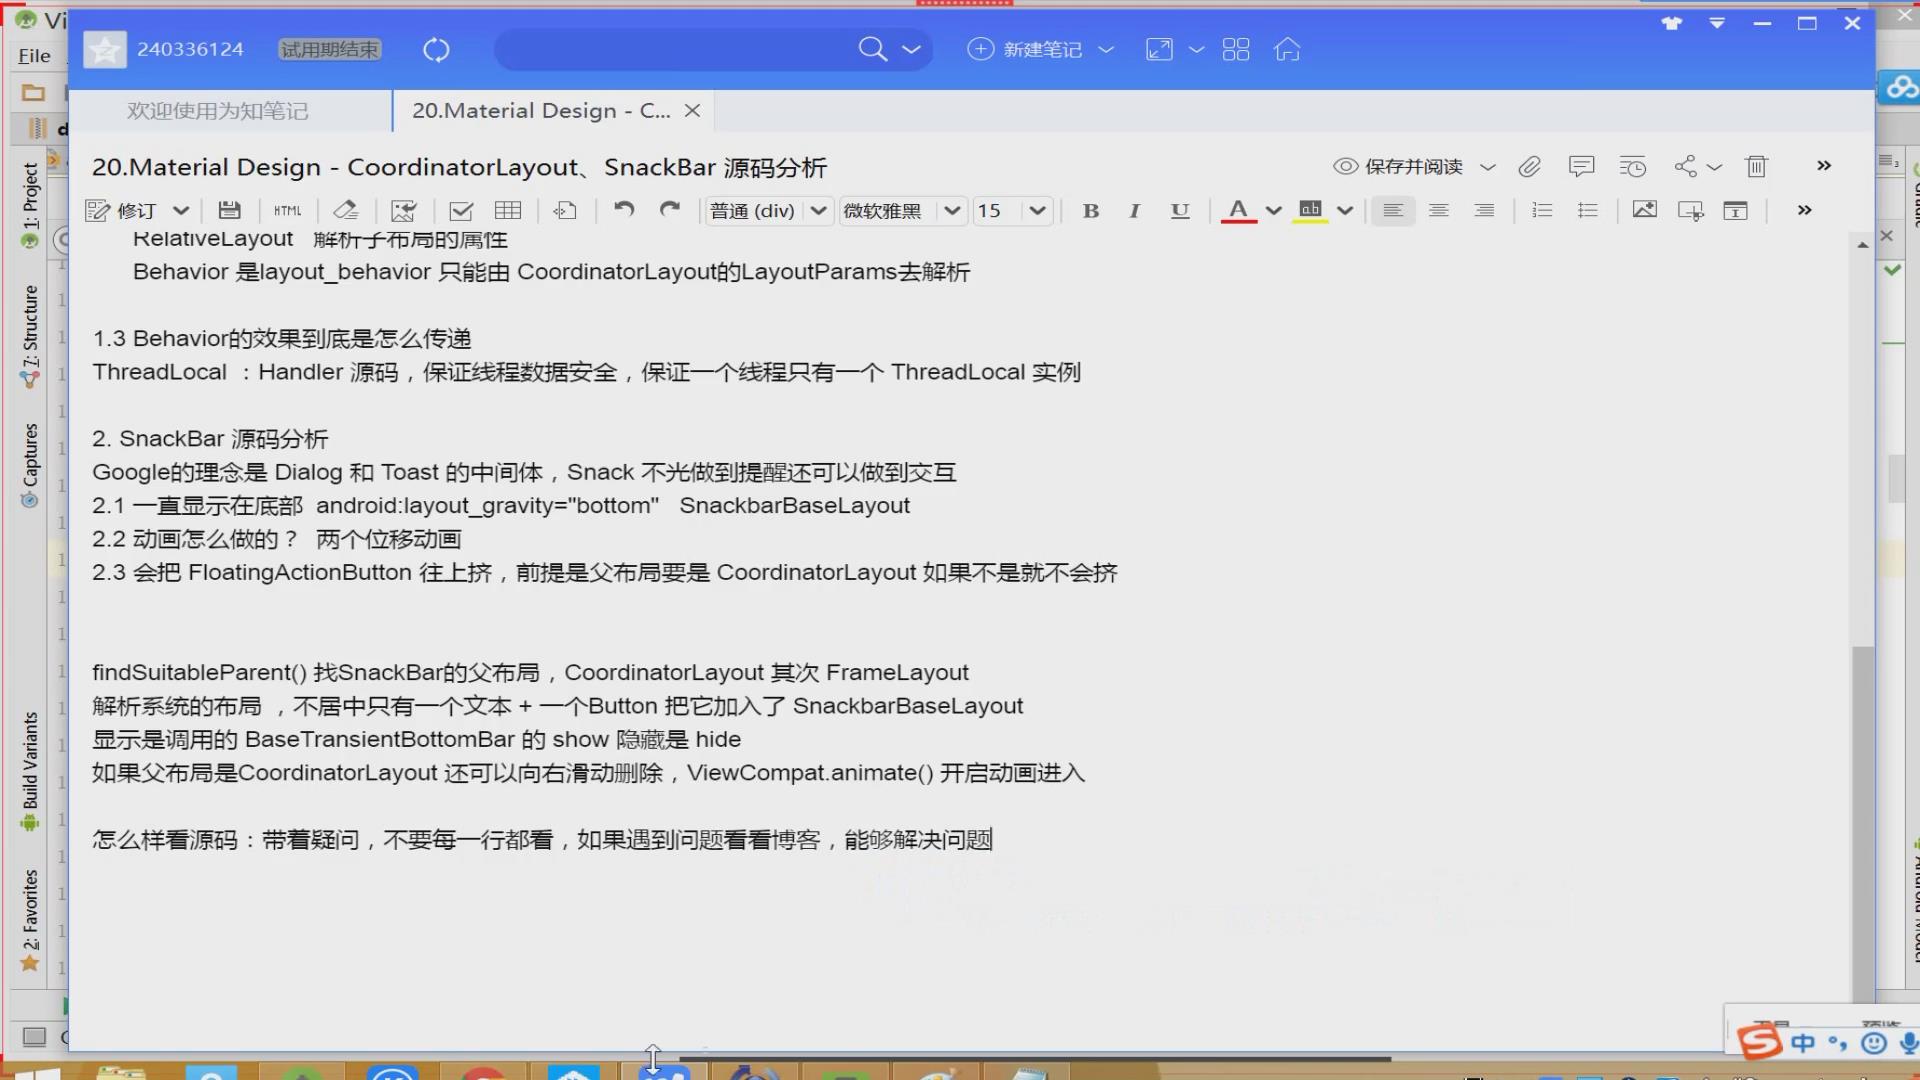 File
240336124
试用期结束
新建笔记
欢迎使用为知笔记
20.Material Design - C...
20.Material Design - CoordinatorLayout、SnackBar 源码分析
保存并阅读
修订
HTML
普通 (div)
微软雅黑
15
B I U A ab
RelativeLayout 解析子布局的属性
Behavior 是layout_behavior 只能由 CoordinatorLayout的LayoutParams去解析
1.3 Behavior的效果到底是怎么传递
ThreadLocal ：Handler 源码，保证线程数据安全，保证一个线程只有一个 ThreadLocal 实例
2. SnackBar 源码分析
Google的理念是 Dialog 和 Toast 的中间体，Snack 不光做到提醒还可以做到交互
2.1 一直显示在底部 android:layout_gravity="bottom" SnackbarBaseLayout
2.2 动画怎么做的？ 两个位移动画
2.3 会把 FloatingActionButton 往上挤，前提是父布局要是 CoordinatorLayout 如果不是就不会挤
findSuitableParent() 找SnackBar的父布局，CoordinatorLayout 其次 FrameLayout
解析系统的布局 ，不居中只有一个文本 + 一个Button 把它加入了 SnackbarBaseLayout
显示是调用的 BaseTransientBottomBar 的 show 隐藏是 hide
如果父布局是CoordinatorLayout 还可以向右滑动删除，ViewCompat.animate() 开启动画进入
怎么样看源码：带着疑问，不要每一行都看，如果遇到问题看看博客，能够解决问题
1: Project
7: Structure
Captures
Build Variants
2: Favorites
中